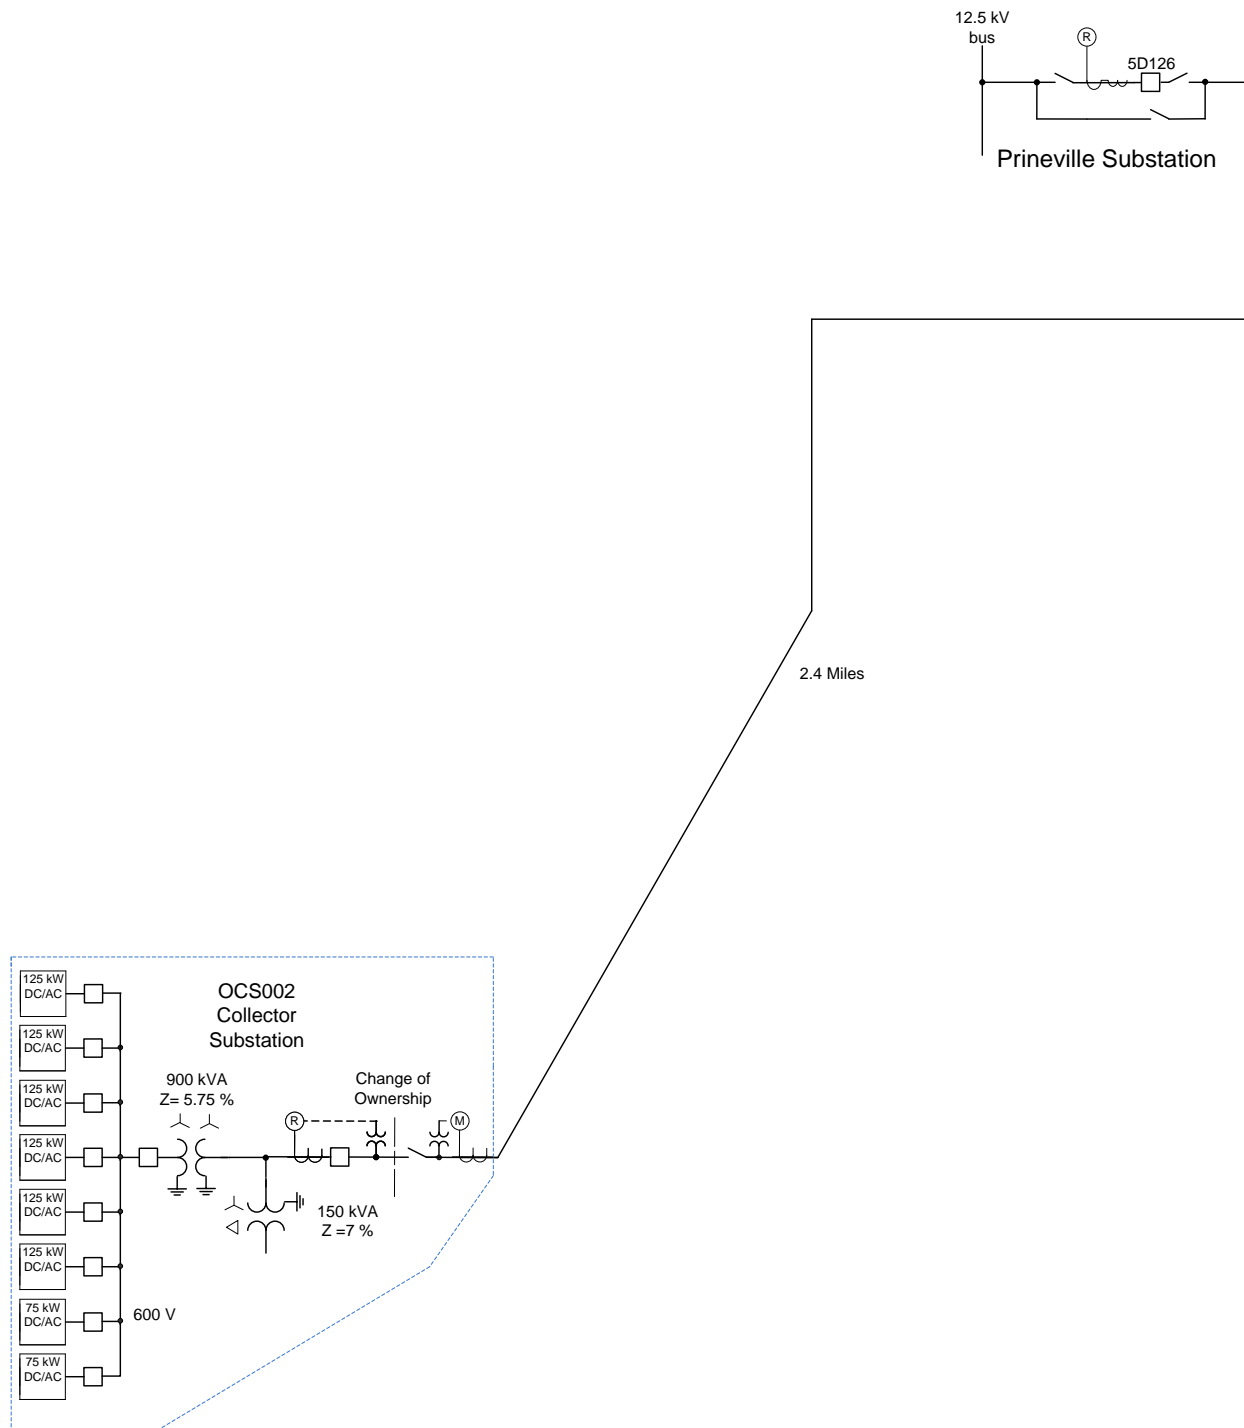 12.5 kV
bus
R
5D126
Prineville Substation
2.4 Miles
125 kW
DC/AC
OCS002
Collector
Substation
125 kW
DC/AC
900 kVA
Z= 5.75 %
Change of
Ownership
125 kW
DC/AC
R
M
125 kW
DC/AC
125 kW
DC/AC
150 kVA
Z =7 %
125 kW
DC/AC
75 kW
DC/AC
600 V
75 kW
DC/AC